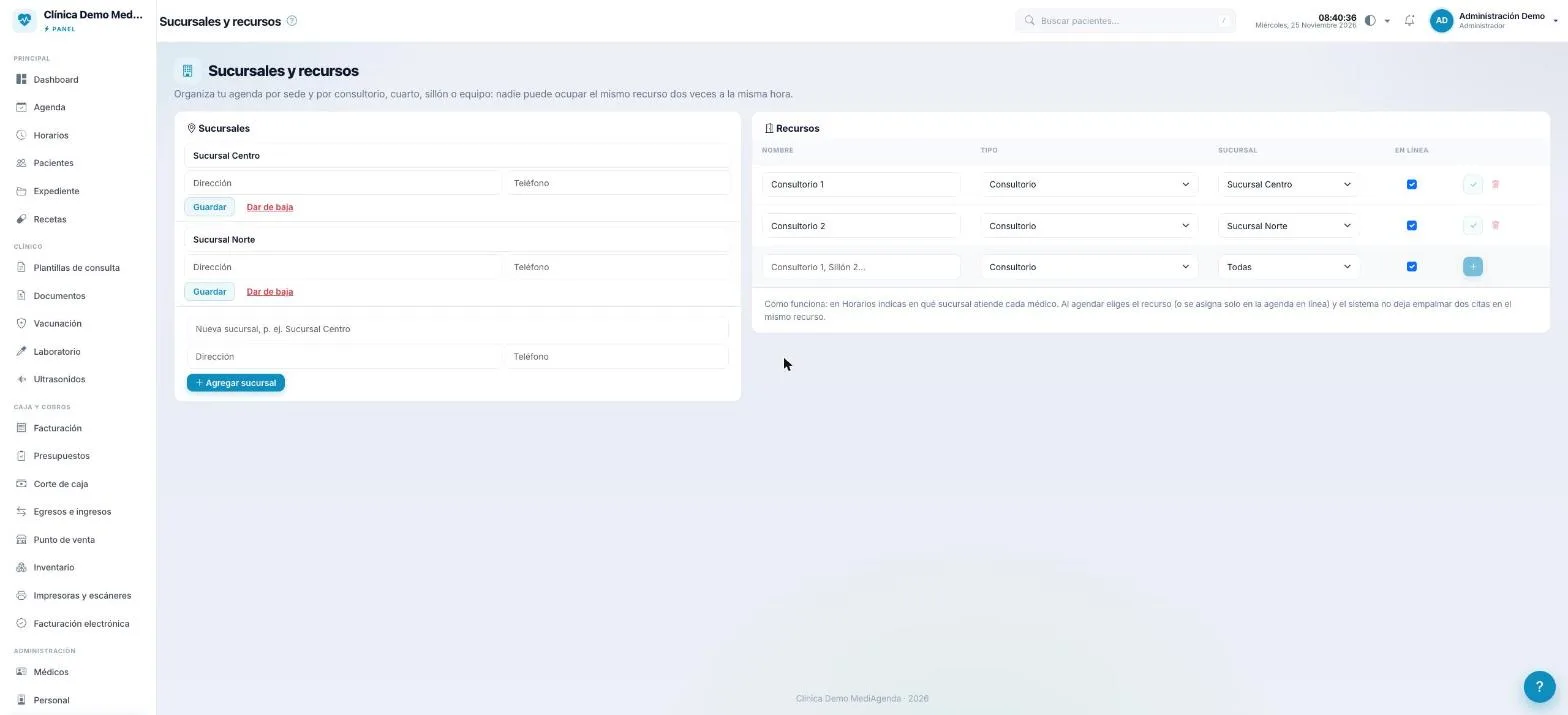 Clínica Demo Medi...
PANEL
PRINCIPAL
Dashboard
Agenda
Horarios
Pacientes
Expediente
Recetas
CLÍNICO
Plantillas de consulta
Documentos
Vacunación
Laboratorio
Ultrasonidos
CAJA Y COBROS
Facturación
Presupuestos
Corte de caja
Egresos e ingresos
Punto de venta
Inventario
Impresoras y escáneres
Facturación electrónica
ADMINISTRACIÓN
Médicos
Personal
Sucursales y recursos ?
Buscar pacientes... /
08:40:36
Miércoles, 25 Noviembre 2026
AD
Administración Demo
Administrador
Sucursales y recursos
Organiza tu agenda por sede y por consultorio, cuarto, sillón o equipo: nadie puede ocupar el mismo recurso dos veces a la misma hora.
Sucursales
Sucursal Centro
Dirección Teléfono
Guardar Dar de baja
Sucursal Norte
Dirección Teléfono
Guardar Dar de baja
Nueva sucursal, p. ej. Sucursal Centro
Dirección Teléfono
+ Agregar sucursal
Recursos
NOMBRE TIPO SUCURSAL EN LÍNEA
Consultorio 1 Consultorio Sucursal Centro
Consultorio 2 Consultorio Sucursal Norte
Consultorio 1, Sillón 2... Consultorio Todas +
Cómo funciona: en Horarios indicas en qué sucursal atiende cada médico. Al agendar eliges el recurso (o se asigna solo en la agenda en línea) y el sistema no deja empalmar dos citas en el
mismo recurso.
Clínica Demo MediAgenda · 2026
?